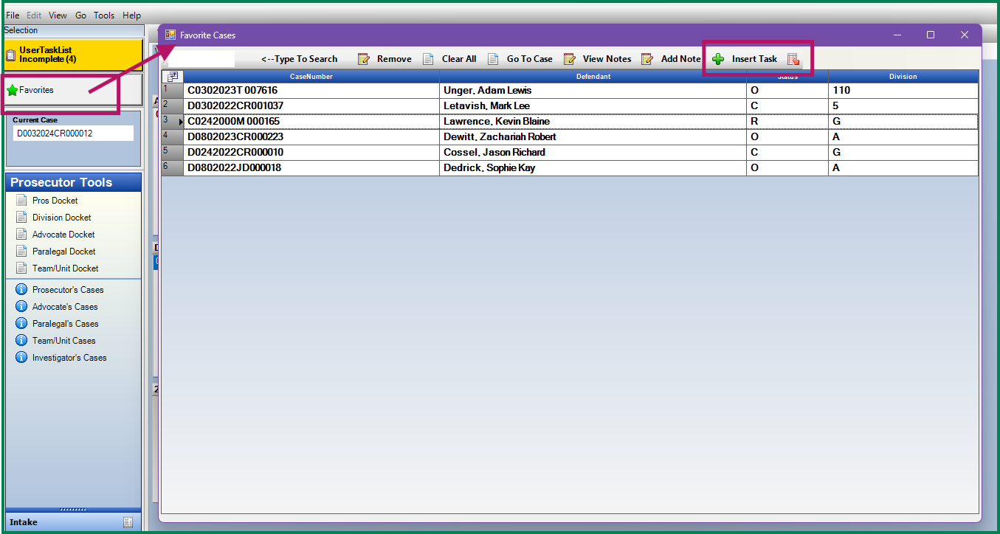 File Edit View Go Tools Help
Selection
UserTaskList
Incomplete (4)
Favorites
Current Case
D0032024CR000012
Prosecutor Tools
Pros Docket
Division Docket
Advocate Docket
Paralegal Docket
Team/Unit Docket
Prosecutor's Cases
Advocate's Cases
Paralegal's Cases
Team/Unit Cases
Investigator's Cases
Intake
Favorite Cases
<--Type To Search Remove Clear All Go To Case View Notes Add Note Insert Task
CaseNumber Defendant Status Division
1 C0302023T 007616 Unger, Adam Lewis O 110
2 D0302022CR001037 Letavish, Mark Lee C 5
3 C0242000M 000165 Lawrence, Kevin Blaine R G
4 D0802023CR000223 Dewitt, Zachariah Robert O A
5 D0242022CR000010 Cossel, Jason Richard C G
6 D0802022JD000018 Dedrick, Sophie Kay O A